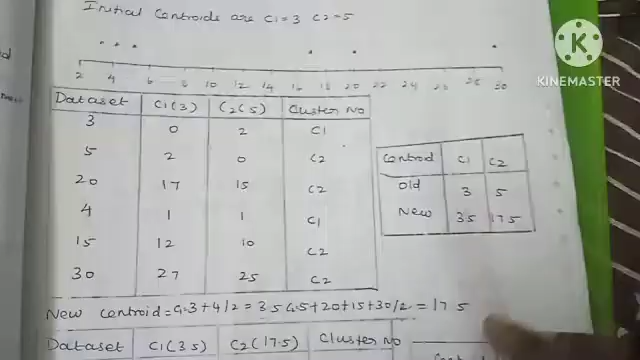 Initial Centroids are C1=3 C2=5
KINEMASTER
2 4 6 8 10 12 14 16 18 20 22 24 26 28 30
Dataset C1(3) C2(5) Cluster No
3 0 2 C1
5 2 0 C2
20 17 15 C2
4 1 1 C1
15 12 10 C2
30 27 25 C2
Centroid C1 C2
Old 3 5
New 3.5 17.5
New Centroid = C1 3+4/2 = 3.5 C2 5+20+15+30/2 = 17.5
Dataset C1(3.5) C2(17.5) Cluster No